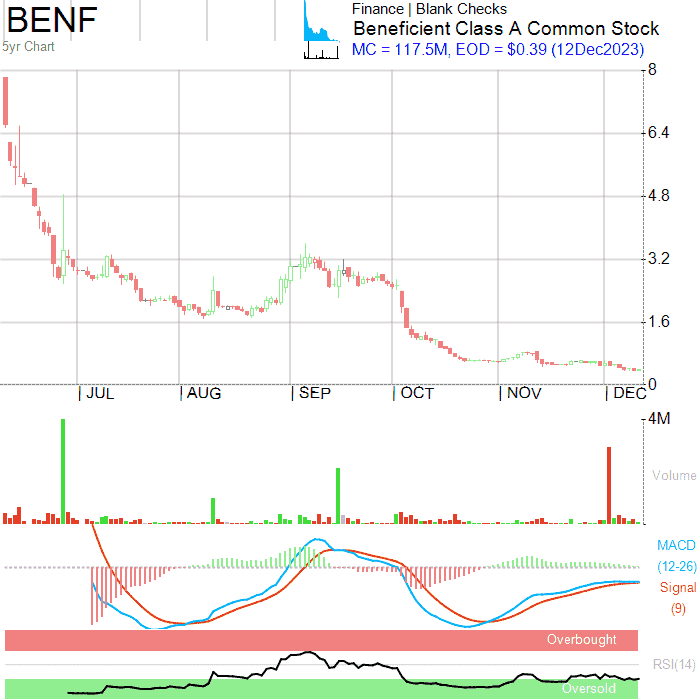 BENF
5yr Chart
Finance | Blank Checks
Beneficient Class A Common Stock
MC = 117.5M, EOD = $0.39 (12Dec2023)
8
6.4
4.8
3.2
1.6
0
JUL AUG SEP OCT NOV DEC
4M
Volume
MACD
(12-26)
Signal
(9)
Overbought
RSI(14)
Oversold